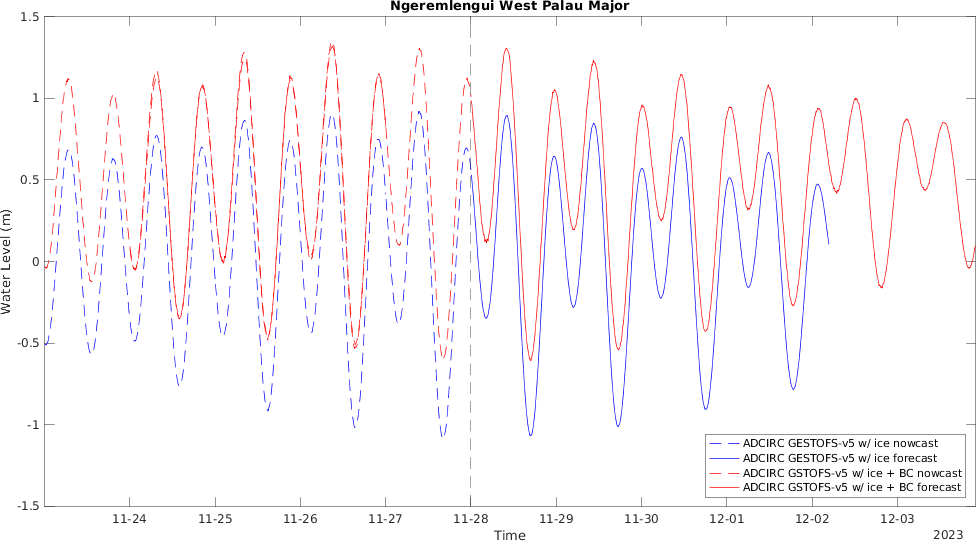 Ngeremlengui West Palau Major
1.5
1
0.5
0
-0.5
-1
-1.5
Water Level (m)
11-24
11-25
11-26
11-27
11-28
11-29
11-30
12-01
12-02
12-03
Time
2023
ADCIRC GESTOFS-v5 w/ ice nowcast
ADCIRC GESTOFS-v5 w/ ice forecast
ADCIRC GSTOFS-v5 w/ ice + BC nowcast
ADCIRC GSTOFS-v5 w/ ice + BC forecast